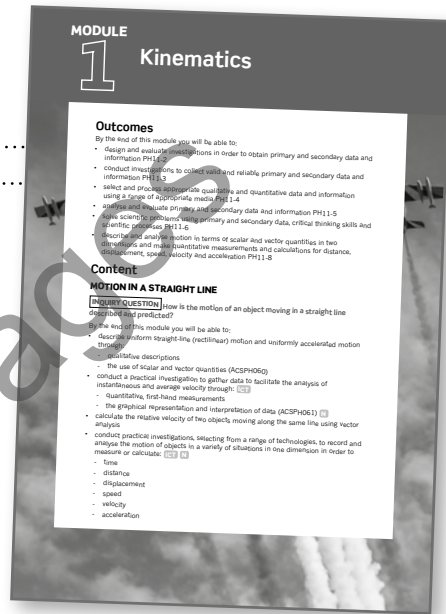 MODULE
1
Kinematics
Outcomes
By the end of this module you will be able to:
• design and evaluate investigations in order to obtain primary and secondary data and
information PH11-2
• conduct investigations to collect valid and reliable primary and secondary data and
information PH11-3
• select and process appropriate qualitative and quantitative data and information
using a range of appropriate media PH11-4
• analyse and evaluate primary and secondary data and information PH11-5
• solve scientific problems using primary and secondary data, critical thinking skills and
scientific processes PH11-6
• describe and analyse motion in terms of scalar and vector quantities in two
dimensions and make quantitative measurements and calculations for distance,
displacement, speed, velocity and acceleration PH11-8
Content
MOTION IN A STRAIGHT LINE
INQUIRY QUESTION How is the motion of an object moving in a straight line
described and predicted?
By the end of this module you will be able to:
• describe uniform straight-line (rectilinear) motion and uniformly accelerated motion
through:
- qualitative descriptions
- the use of scalar and vector quantities (ACSPH060)
• conduct a practical investigation to gather data to facilitate the analysis of
instantaneous and average velocity through: ICT
- quantitative, first-hand measurements
- the graphical representation and interpretation of data (ACSPH061) N
• calculate the relative velocity of two objects moving along the same line using vector
analysis
• conduct practical investigations, selecting from a range of technologies, to record and
analyse the motion of objects in a variety of situations in one dimension in order to
measure or calculate: ICT N
- time
- distance
- displacement
- speed
- velocity
- acceleration
ages